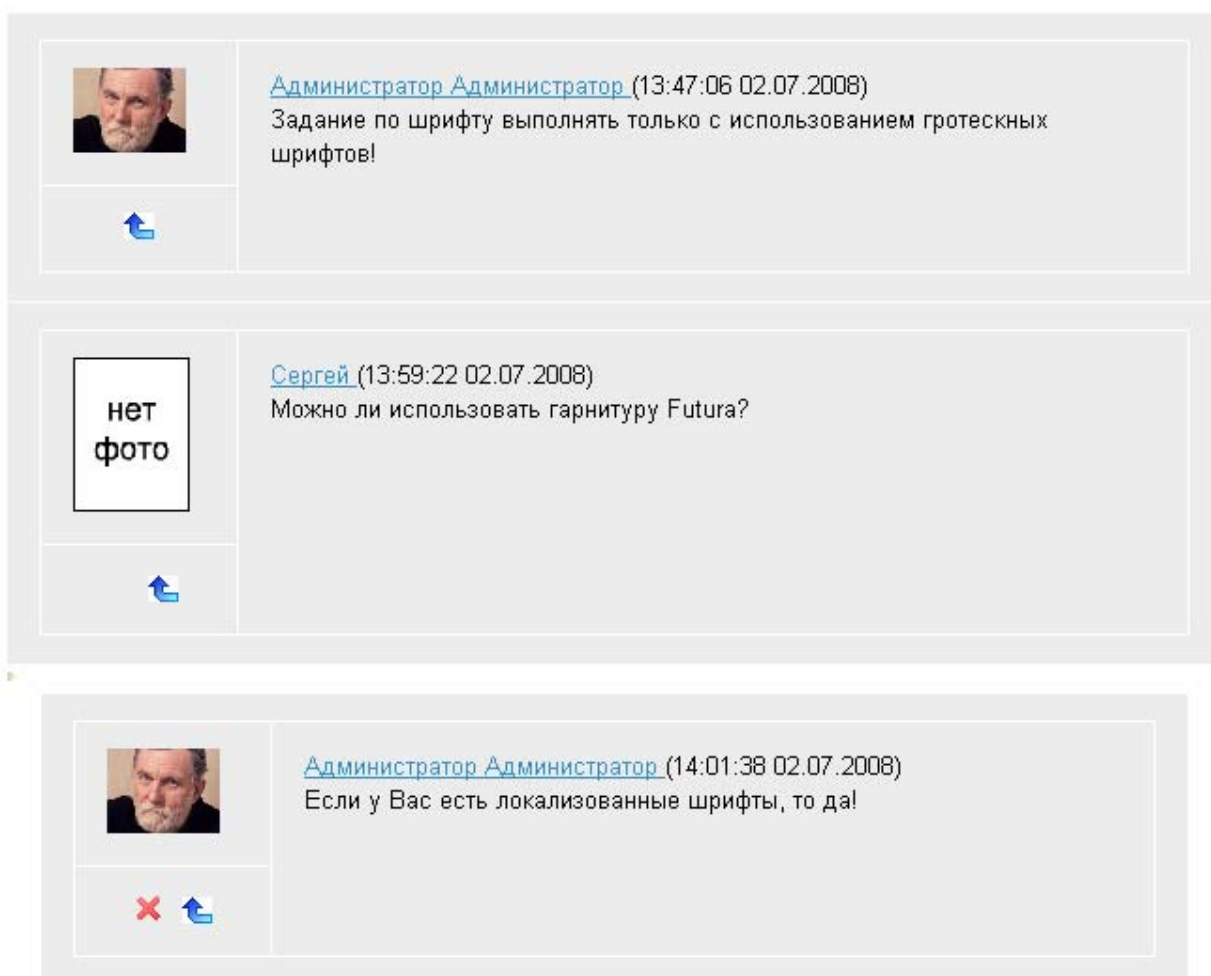 Администратор Администратор (13:47:06 02.07.2008)
Задание по шрифту выполнять только с использованием гротескных
шрифтов!
нет
фото
Сергей (13:59:22 02.07.2008)
Можно ли использовать гарнитуру Futura?
Администратор Администратор (14:01:38 02.07.2008)
Если у Вас есть локализованные шрифты, то да!